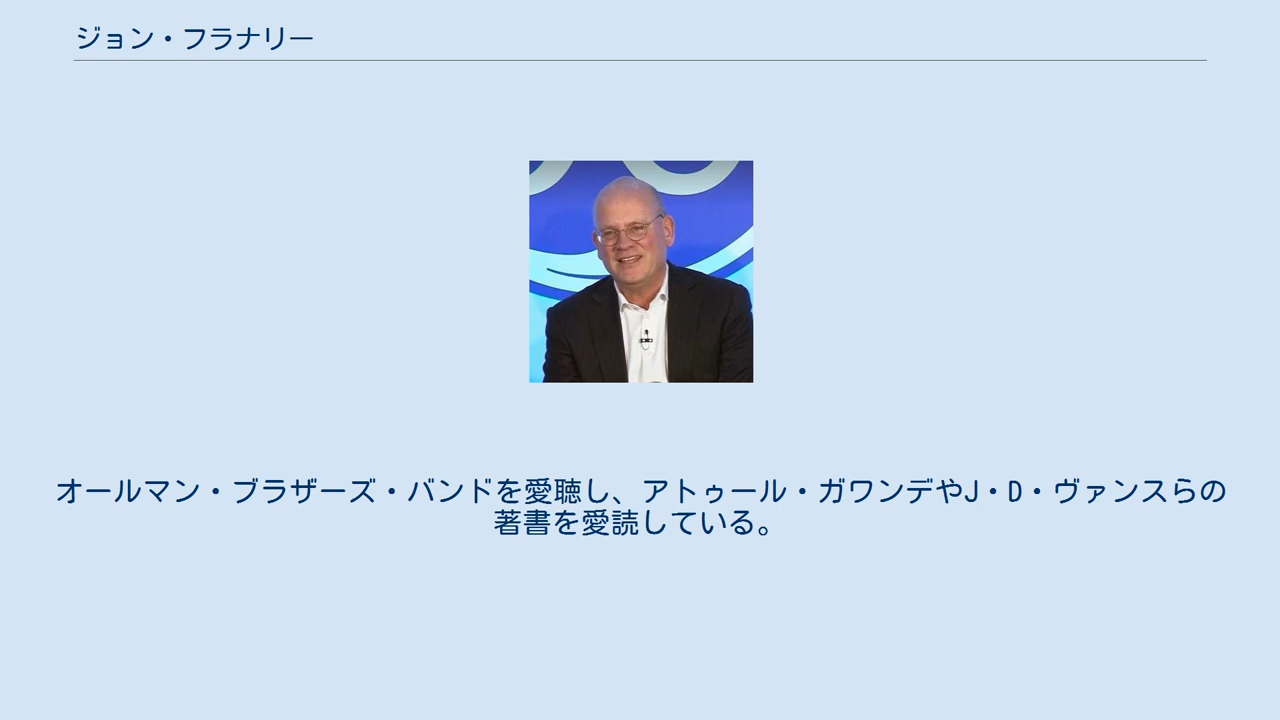 ジョン・フラナリー
オールマン・ブラザーズ・バンドを愛聴し、アトゥール・ガワンデやJ・D・ヴァンスらの
著書を愛読している。